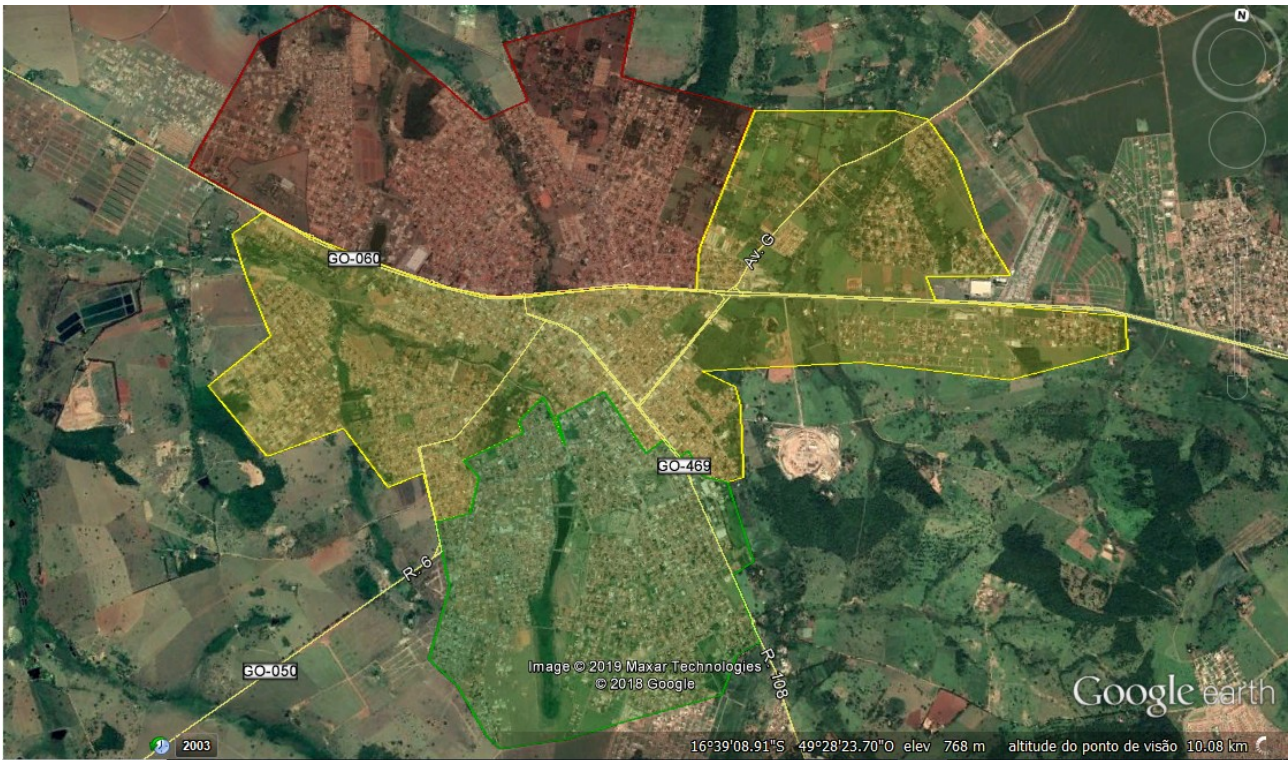 N
Av. G
GO-060
GO-469
R. 6
GO-050
R. 108
Image © 2019 Maxar Technologies
© 2018 Google
Google earth
2003
16°39'08.91"S 49°28'23.70"O elev 768 m altitude do ponto de visão 10.08 km